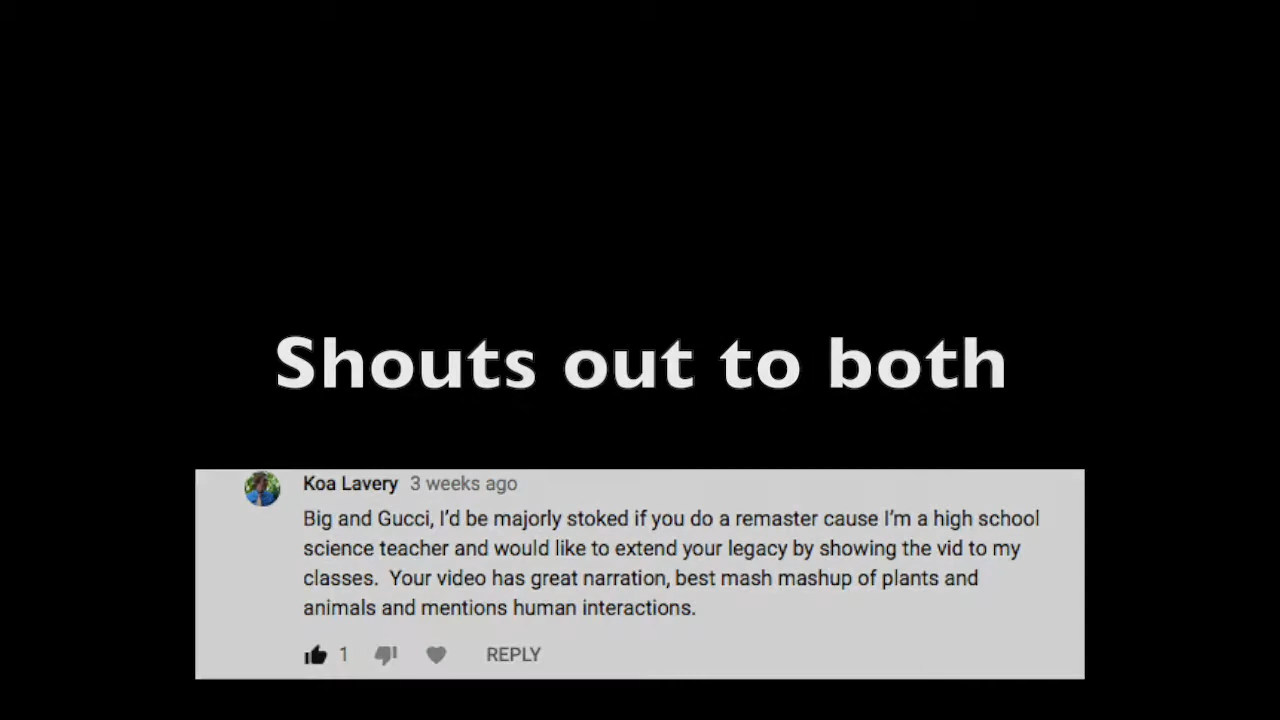 Shouts out to both
Koa Lavery 3 weeks ago
Big and Gucci, I'd be majorly stoked if you do a remaster cause I'm a high school
science teacher and would like to extend your legacy by showing the vid to my
classes.  Your video has great narration, best mash mashup of plants and
animals and mentions human interactions.
1 REPLY